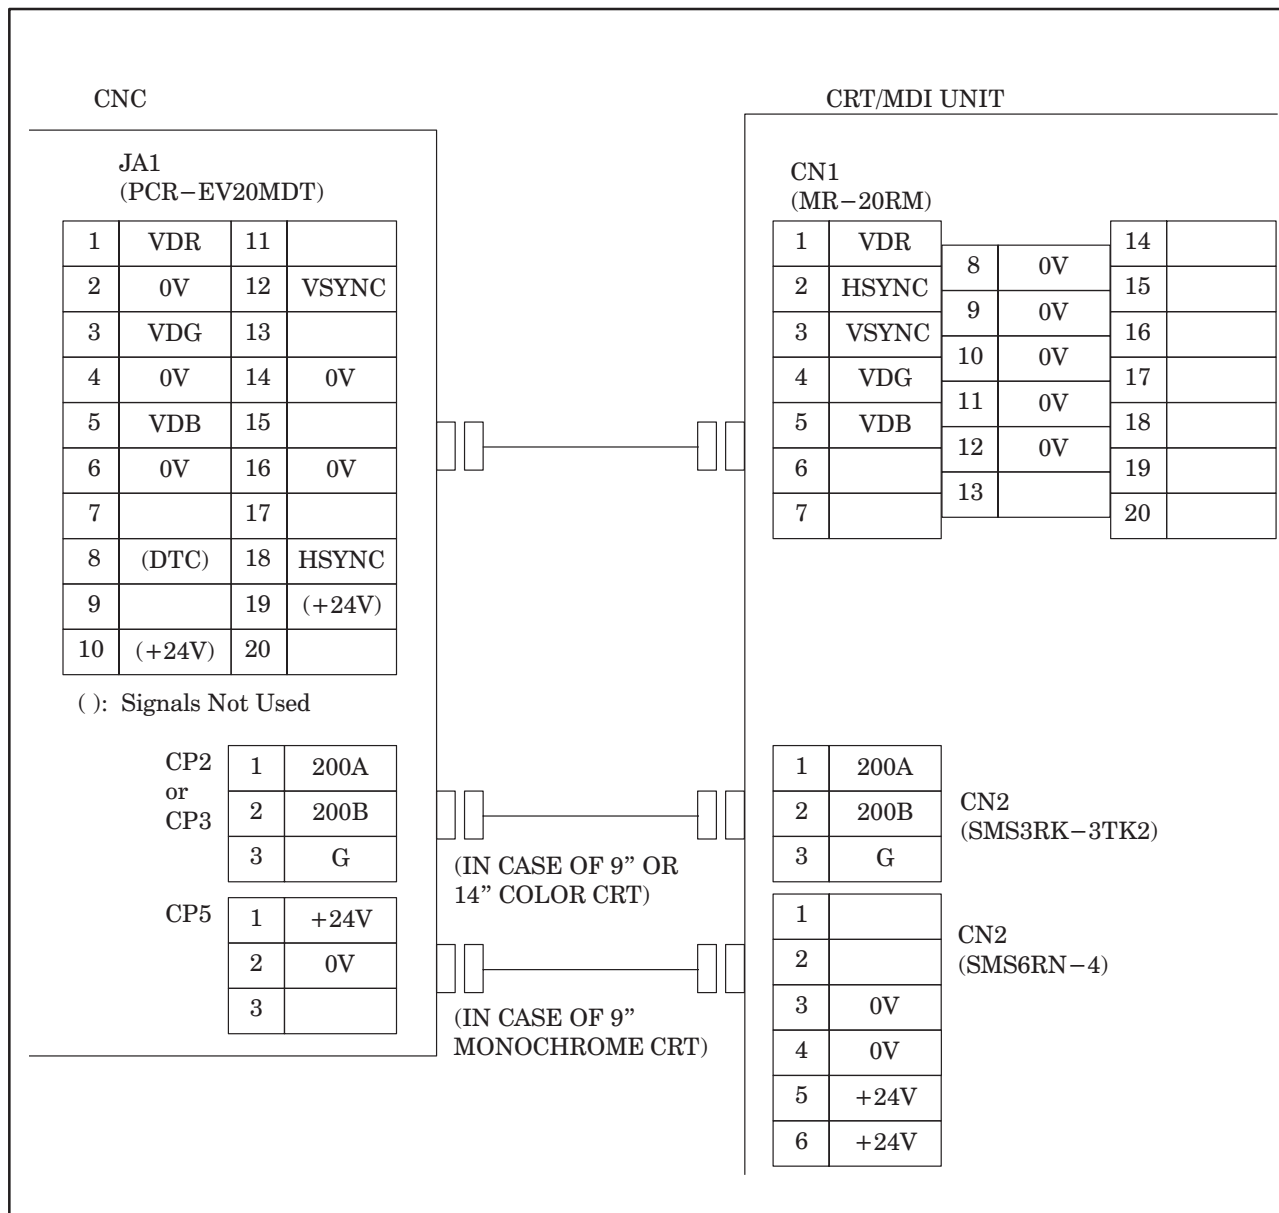 CNC
JA1
(PCR−EV20MDT)
1 VDR 11
2 0V 12 VSYNC
3 VDG 13
4 0V 14 0V
5 VDB 15
6 0V 16 0V
7 17
8 (DTC) 18 HSYNC
9 19 (+24V)
10 (+24V) 20
( ): Signals Not Used
CP2
or
CP3
1 200A
2 200B
3 G
CP5
1 +24V
2 0V
3
(IN CASE OF 9” OR
14” COLOR CRT)
(IN CASE OF 9”
MONOCHROME CRT)
CRT/MDI UNIT
CN1
(MR−20RM)
1 VDR
2 HSYNC
3 VSYNC
4 VDG
5 VDB
6
7
8 0V
9 0V
10 0V
11 0V
12 0V
13
14
15
16
17
18
19
20
1 200A
2 200B
3 G
CN2
(SMS3RK−3TK2)
1
2
3 0V
4 0V
5 +24V
6 +24V
CN2
(SMS6RN−4)